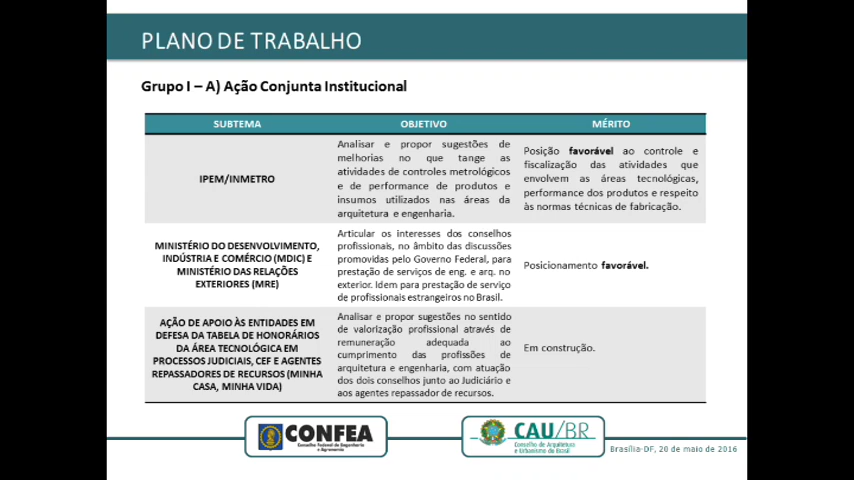 PLANO DE TRABALHO
Grupo I – A) Ação Conjunta Institucional
SUBTEMA
OBJETIVO
MÉRITO
IPEM/INMETRO
Analisar e propor sugestões de
melhorias no que tange as
atividades de controles metrológicos
e de performance de produtos e
insumos utilizados nas áreas da
arquitetura e engenharia.
Posição favorável ao controle e
fiscalização das atividades que
envolvem as áreas tecnológicas,
performance dos produtos e respeito
às normas técnicas de fabricação.
MINISTÉRIO DO DESENVOLVIMENTO,
INDÚSTRIA E COMÉRCIO (MDIC) E
MINISTÉRIO DAS RELAÇÕES
EXTERIORES (MRE)
Articular os interesses dos conselhos
profissionais, no âmbito das discussões
promovidas pelo Governo Federal, para
prestação de serviços de eng. e arq. no
exterior. Idem para prestação de serviço
de profissionais estrangeiros no Brasil.
Posicionamento favorável.
AÇÃO DE APOIO ÀS ENTIDADES EM
DEFESA DA TABELA DE HONORÁRIOS
DA ÁREA TECNOLÓGICA EM
PROCESSOS JUDICIAIS, CEF E AGENTES
REPASSADORES DE RECURSOS (MINHA
CASA, MINHA VIDA)
Analisar e propor sugestões no sentido
de valorização profissional através de
remuneração adequada ao
cumprimento das profissões de
arquitetura e engenharia, com atuação
dos dois conselhos junto ao Judiciário e
aos agentes repassador de recursos.
Em construção.
CONFEA
Conselho Federal de Engenharia
e Agronomia
CAU/BR
Conselho de Arquitetura
e Urbanismo do Brasil
Brasília-DF, 20 de maio de 2016